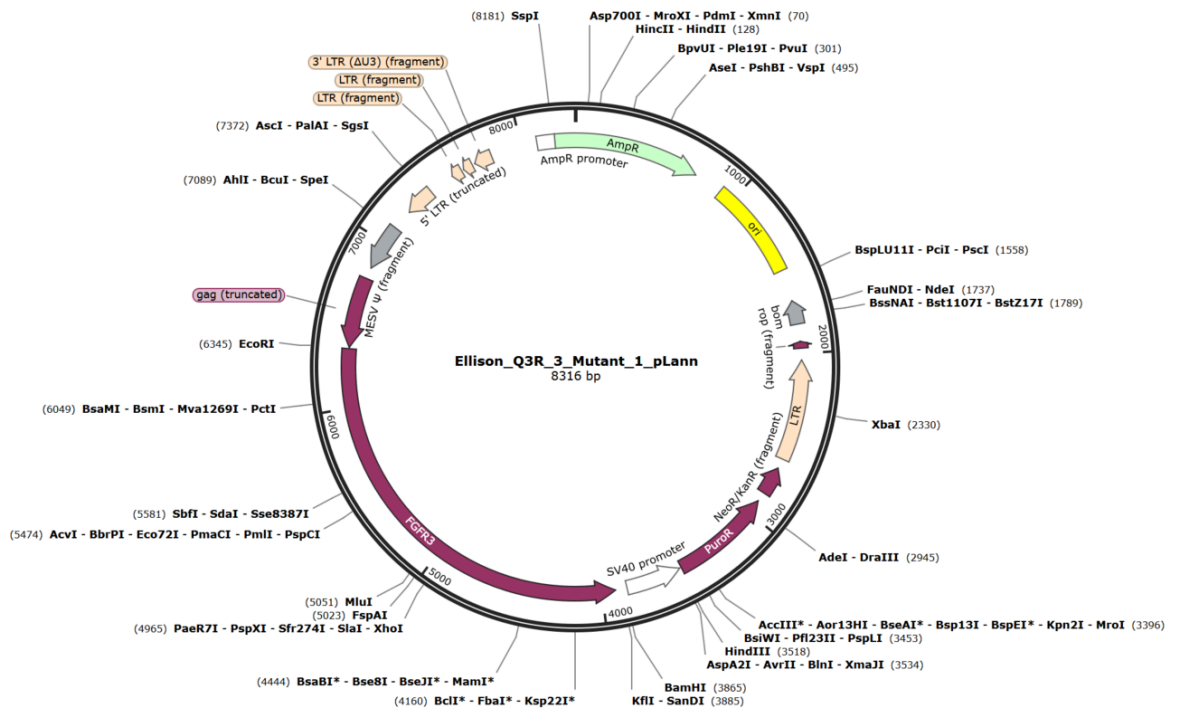 (8181) SspI
Asp700I - MroXI - PdmI - XmnI (70)
HincII - HindII (128)
BpvUI - Ple19I - PvuI (301)
AseI - PshBI - VspI (495)
3' LTR (ΔU3) (fragment)
LTR (fragment)
LTR (fragment)
(7372) AscI - PalAI - SgsI
(7089) AhlI - BcuI - SpeI
8000
AmpR
AmpR promoter
1000
5' LTR (truncated)
ori
7000
BspLU11I - PciI - PscI (1558)
MESV Ψ (fragment)
FauNDI - NdeI (1737)
gag (truncated)
BssNAI - Bst1107I - BstZ17I (1789)
bom
rop (fragment)
2000
(6345) EcoRI
Ellison_Q3R_3_Mutant_1_pLann
8316 bp
(6049) BsaMI - BsmI - Mva1269I - PctI
6000
LTR
XbaI (2330)
NeoR/KanR (fragment)
(5581) SbfI - SdaI - Sse8387I
(5474) AcvI - BbrPI - Eco72I - PmaCI - PmlI - PspCI
FGFR3
3000
PuroR
AdeI - DraIII (2945)
SV40 promoter
5000
4000
(5051) MluI
(5023) FspAI
(4965) PaeR7I - PspXI - Sfr274I - SlaI - XhoI
AccIII* - Aor13HI - BseAI* - Bsp13I - BspEI* - Kpn2I - MroI (3396)
BsiWI - Pfl23II - PspLI (3453)
HindIII (3518)
AspA2I - AvrII - BlnI - XmaJI (3534)
(4444) BsaBI* - Bse8I - BseJI* - MamI*
BamHI (3865)
(4160) BclI* - FbaI* - Ksp22I*
KflI - SanDI (3885)